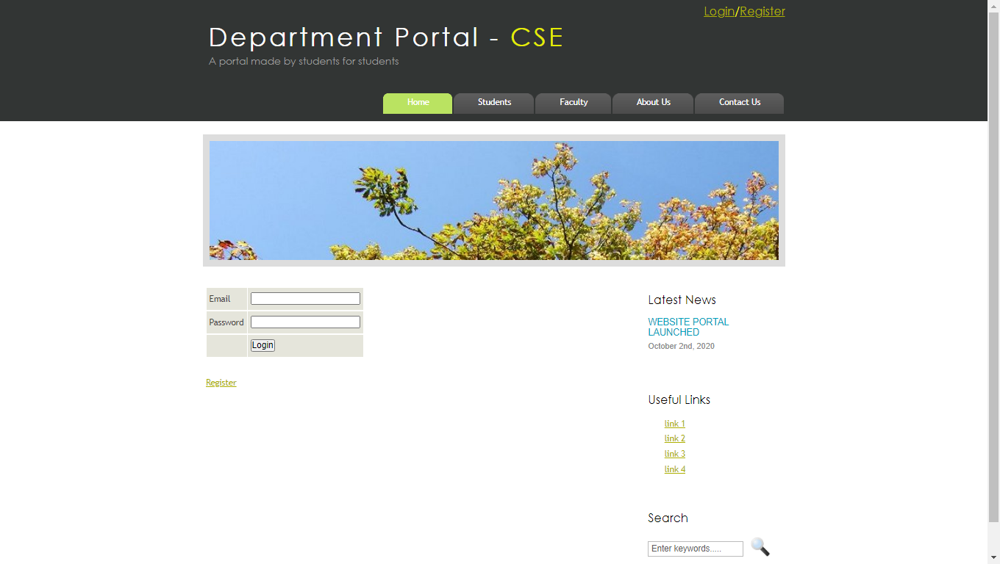 Login/Register
Department Portal - CSE
A portal made by students for students
Home Students Faculty About Us Contact Us
Email
Password
Login
Register
Latest News
WEBSITE PORTAL
LAUNCHED
October 2nd, 2020
Useful Links
link 1
link 2
link 3
link 4
Search
Enter keywords.....